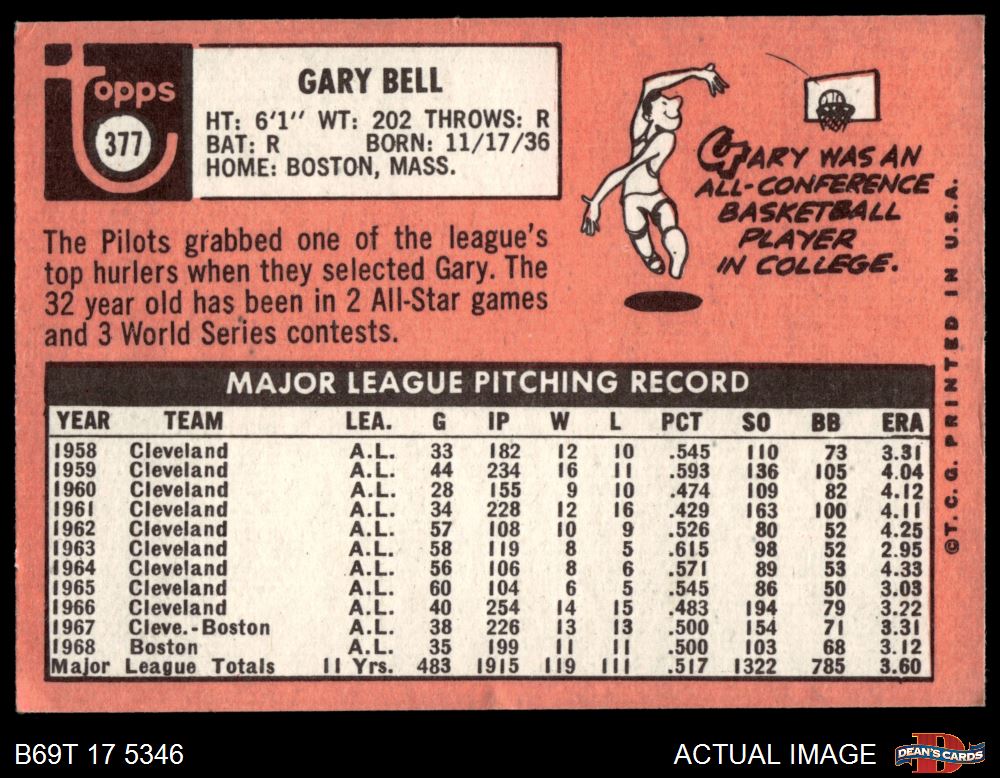 Topps
377
GARY BELL
HT: 6'1" WT: 202 THROWS: R
BAT: R BORN: 11/17/36
HOME: BOSTON, MASS.
GARY WAS AN
ALL-CONFERENCE
BASKETBALL
PLAYER
IN COLLEGE.
The Pilots grabbed one of the league's
top hurlers when they selected Gary. The
32 year old has been in 2 All-Star games
and 3 World Series contests.
MAJOR LEAGUE PITCHING RECORD
YEAR TEAM LEA. G IP W L PCT SO BB ERA
1958 Cleveland A.L. 33 182 12 10 .545 110 73 3.31
1959 Cleveland A.L. 44 234 16 11 .593 136 105 4.04
1960 Cleveland A.L. 28 155 9 10 .474 109 82 4.12
1961 Cleveland A.L. 34 228 12 16 .429 163 100 4.11
1962 Cleveland A.L. 57 108 10 9 .526 80 52 4.25
1963 Cleveland A.L. 58 119 8 5 .615 98 52 2.95
1964 Cleveland A.L. 56 106 8 6 .571 89 53 4.33
1965 Cleveland A.L. 60 104 6 5 .545 86 50 3.03
1966 Cleveland A.L. 40 254 14 15 .483 194 79 3.22
1967 Cleve.-Boston A.L. 38 226 13 13 .500 154 71 3.31
1968 Boston A.L. 35 199 11 11 .500 103 68 3.12
Major League Totals 11 Yrs. 483 1915 119 111 .517 1322 785 3.60
©T.C.G. PRINTED IN U.S.A.
B69T 17 5346
ACTUAL IMAGE
DEAN'S CARDS